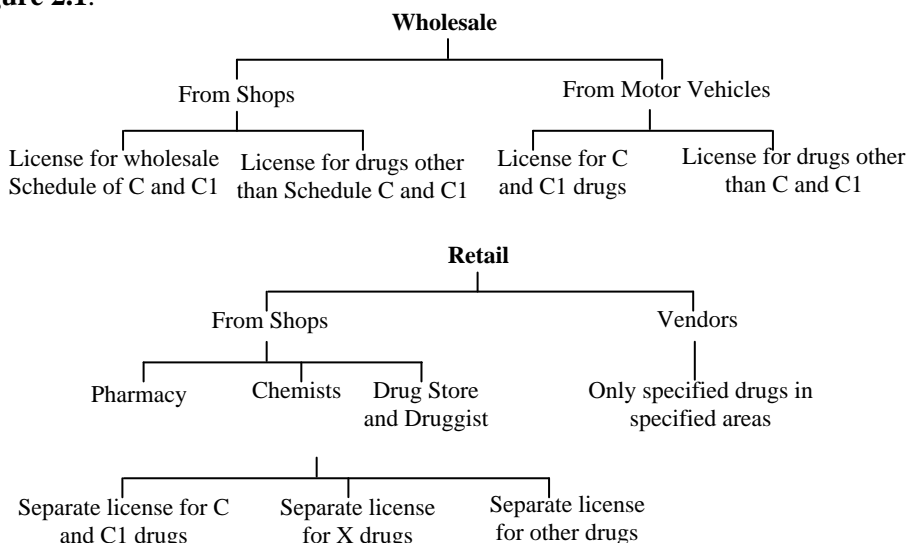 gure 2.1.
Wholesale
From Shops
From Motor Vehicles
License for wholesale
Schedule of C and C1
License for drugs other
than Schedule C and C1
License for C
and C1 drugs
License for drugs other
than C and C1
Retail
From Shops
Vendors
Pharmacy
Chemists
Drug Store
and Druggist
Only specified drugs in
specified areas
Separate license for C
and C1 drugs
Separate license
for X drugs
Separate license
for other drugs